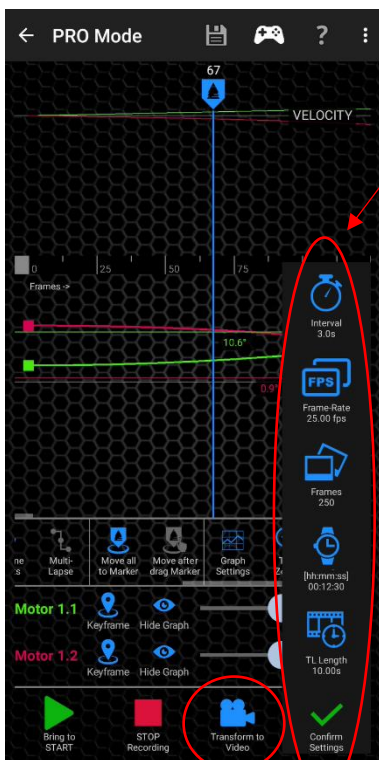 PRO Mode
?
67
VELOCITY
0
25
50
75
Frames ->
10.6°
0.9°
Interval
3.0s
FPS
Frame-Rate
25.00 fps
Frames
250
[hh:mm:ss]
00:12:30
TL Length
10.00s
Confirm
Settings
Multi-
Lapse
Move all
to Marker
Move after
drag Marker
Graph
Settings
Motor 1.1
Keyframe
Hide Graph
Motor 1.2
Keyframe
Hide Graph
Bring to
START
STOP
Recording
Transform to
Video